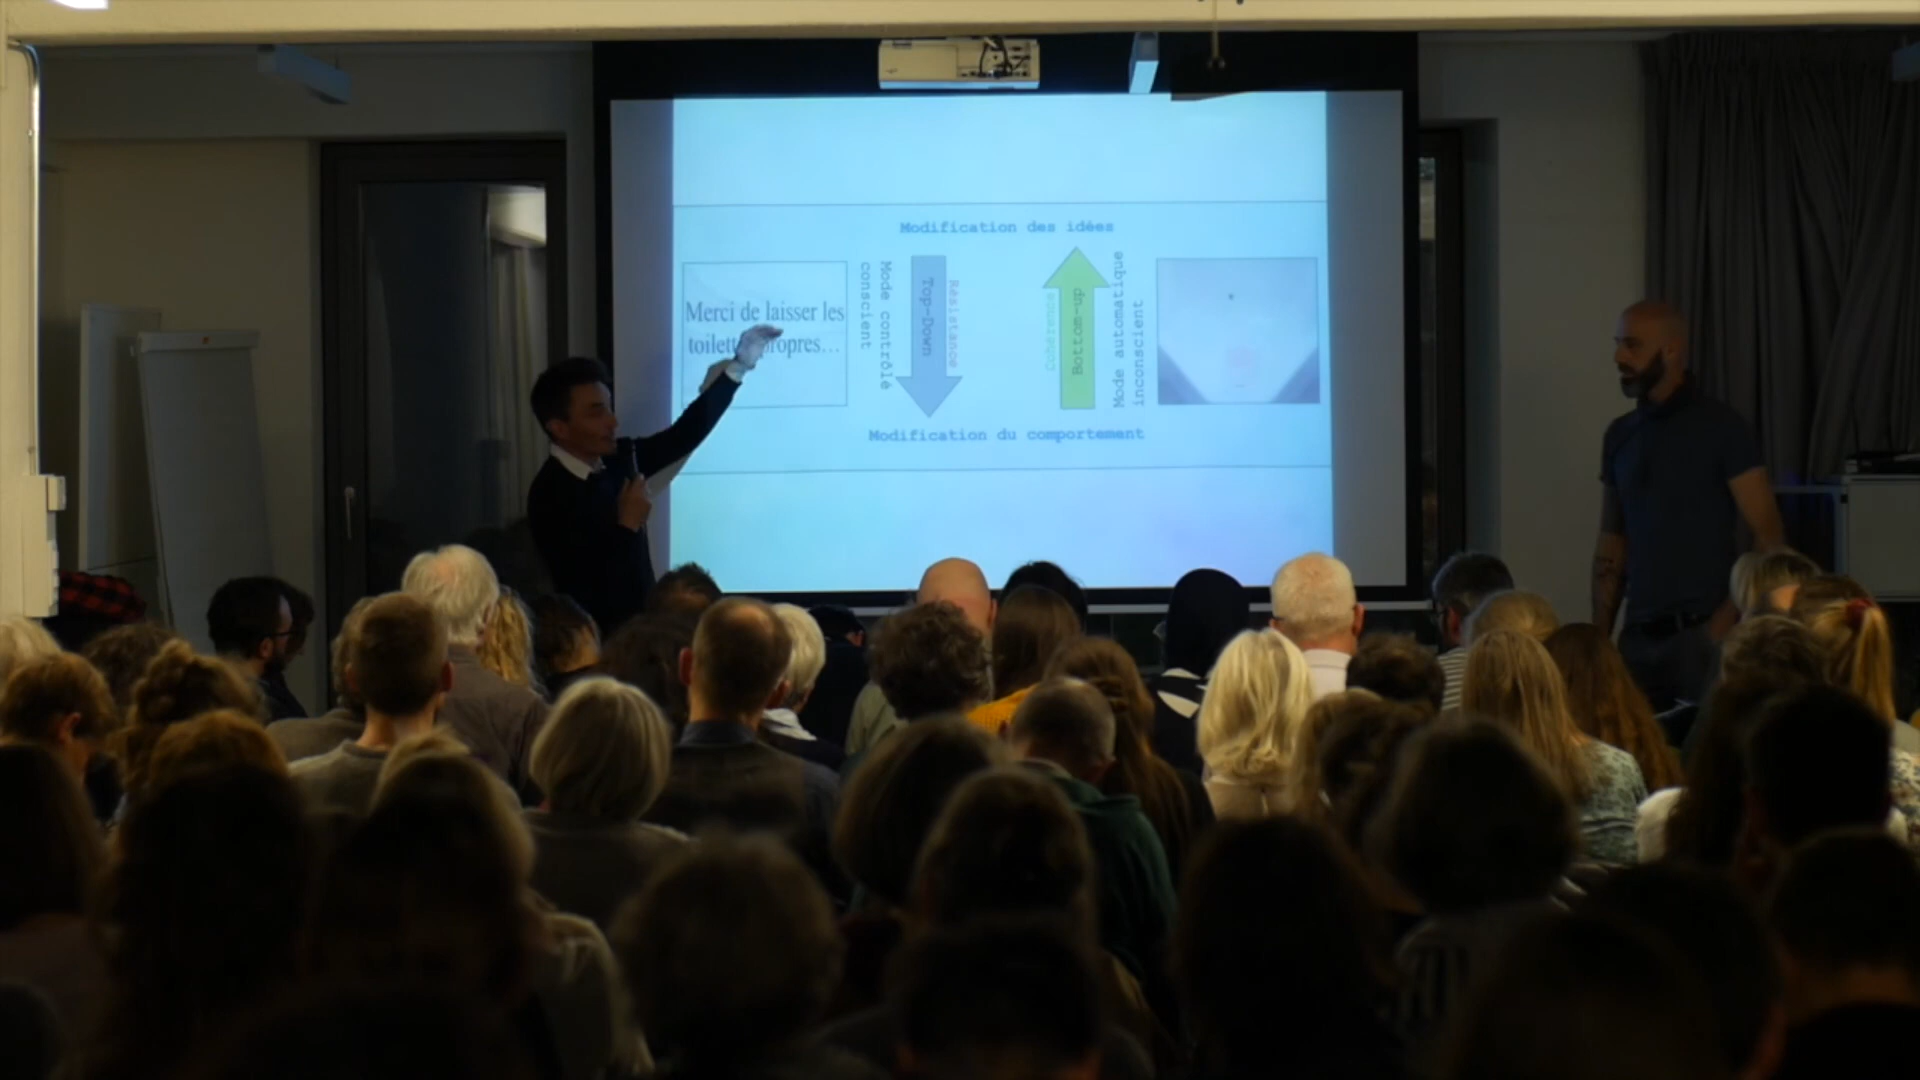 Modification des idées
Merci de laisser les
toilettes propres...
Mode contrôlé
conscient
Top-Down
Résistance
Cohérence
Bottom-up
Mode automatique
inconscient
Modification du comportement